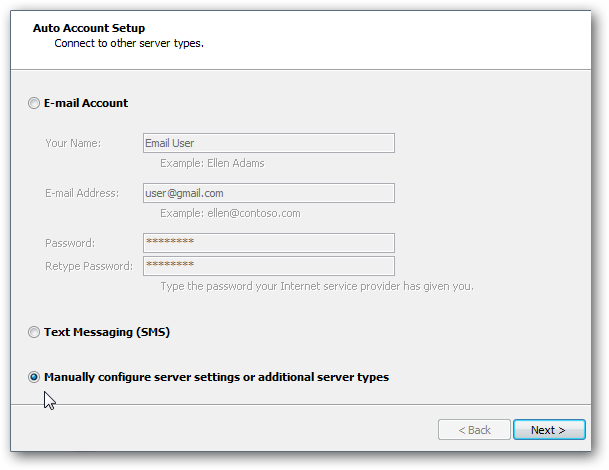 Auto Account Setup
Connect to other server types.
E-mail Account
Your Name: Email User
Example: Ellen Adams
E-mail Address: user@gmail.com
Example: ellen@contoso.com
Password: ********
Retype Password: ********
Type the password your Internet service provider has given you.
Text Messaging (SMS)
Manually configure server settings or additional server types
< Back Next >